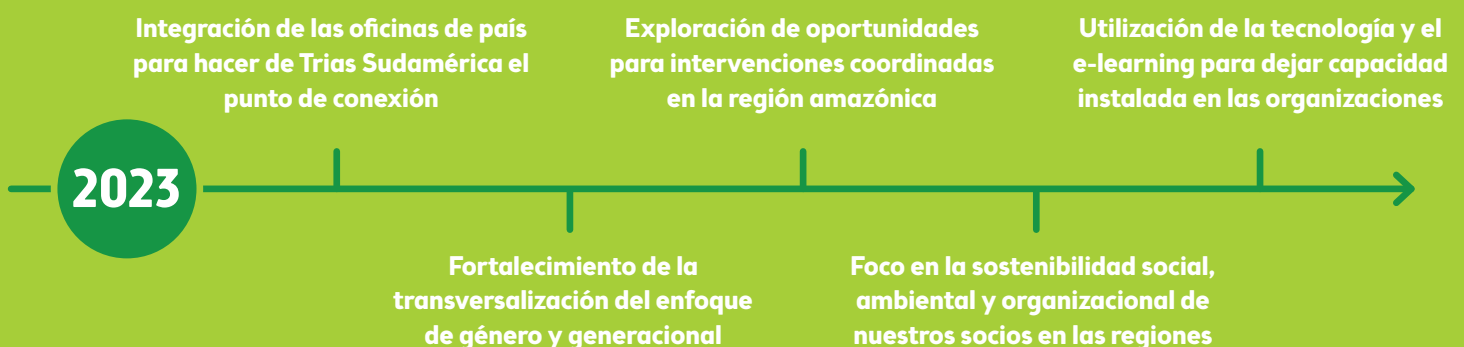 2023
Integración de las oficinas de país
para hacer de Trias Sudamérica el
punto de conexión
Fortalecimiento de la
transversalización del enfoque
de género y generacional
Exploración de oportunidades
para intervenciones coordinadas
en la región amazónica
Foco en la sostenibilidad social,
ambiental y organizacional de
nuestros socios en las regiones
Utilización de la tecnología y el
e-learning para dejar capacidad
instalada en las organizaciones